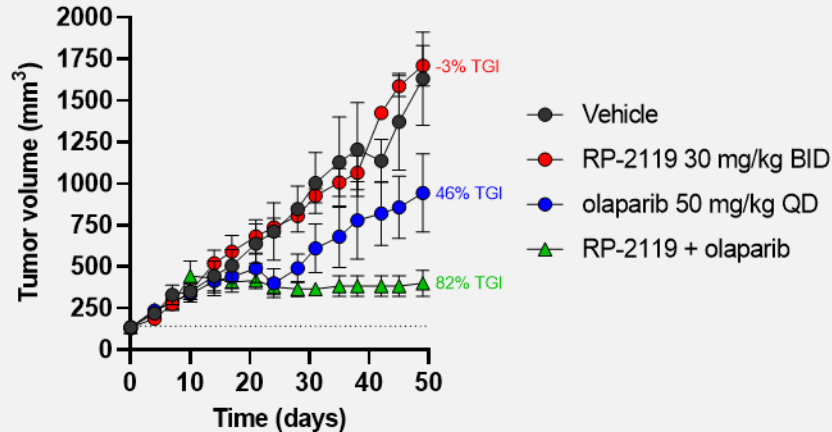 Tumor volume (mm³)
2000
1750
1500
1250
1000
750
500
250
0
0
10
20
30
40
50
Time (days)
-3% TGI
46% TGI
82% TGI
Vehicle
RP-2119 30 mg/kg BID
olaparib 50 mg/kg QD
RP-2119 + olaparib